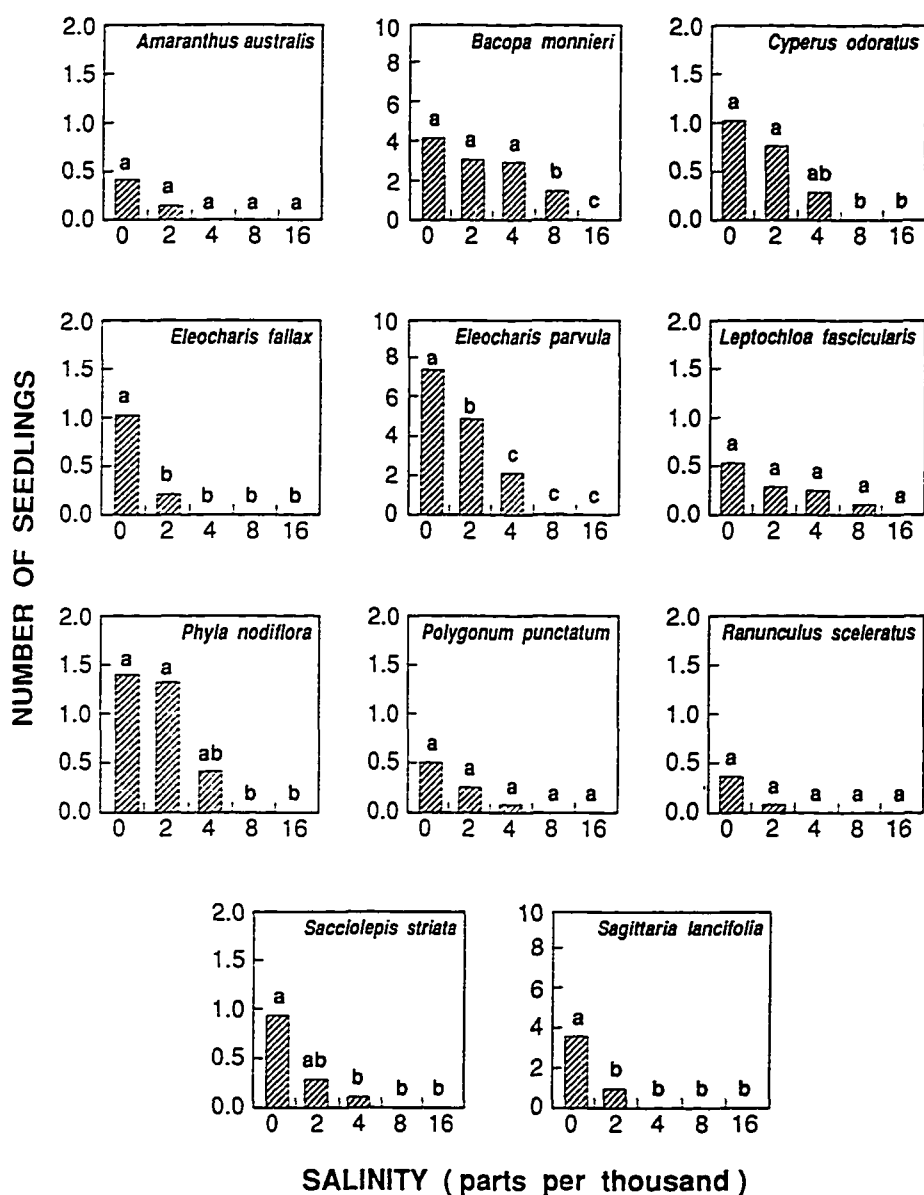 NUMBER OF SEEDLINGS
Amaranthus australis
2.0
1.5
1.0
0.5
0.0
a
a
a
a
a
0 2 4 8 16
Bacopa monnieri
10
8
6
4
2
0
a
a
a
b
c
0 2 4 8 16
Cyperus odoratus
2.0
1.5
1.0
0.5
0.0
a
a
ab
b
b
0 2 4 8 16
Eleocharis fallax
2.0
1.5
1.0
0.5
0.0
a
b
b
b
b
0 2 4 8 16
Eleocharis parvula
10
8
6
4
2
0
a
b
c
c
c
0 2 4 8 16
Leptochloa fascicularis
2.0
1.5
1.0
0.5
0.0
a
a
a
a
a
0 2 4 8 16
Phyla nodiflora
2.0
1.5
1.0
0.5
0.0
a
a
ab
b
b
0 2 4 8 16
Polygonum punctatum
2.0
1.5
1.0
0.5
0.0
a
a
a
a
a
0 2 4 8 16
Ranunculus sceleratus
2.0
1.5
1.0
0.5
0.0
a
a
a
a
a
0 2 4 8 16
Sacciolepis striata
2.0
1.5
1.0
0.5
0.0
a
ab
b
b
b
0 2 4 8 16
Sagittaria lancifolia
10
8
6
4
2
0
a
b
b
b
b
0 2 4 8 16
SALINITY ( parts per thousand )